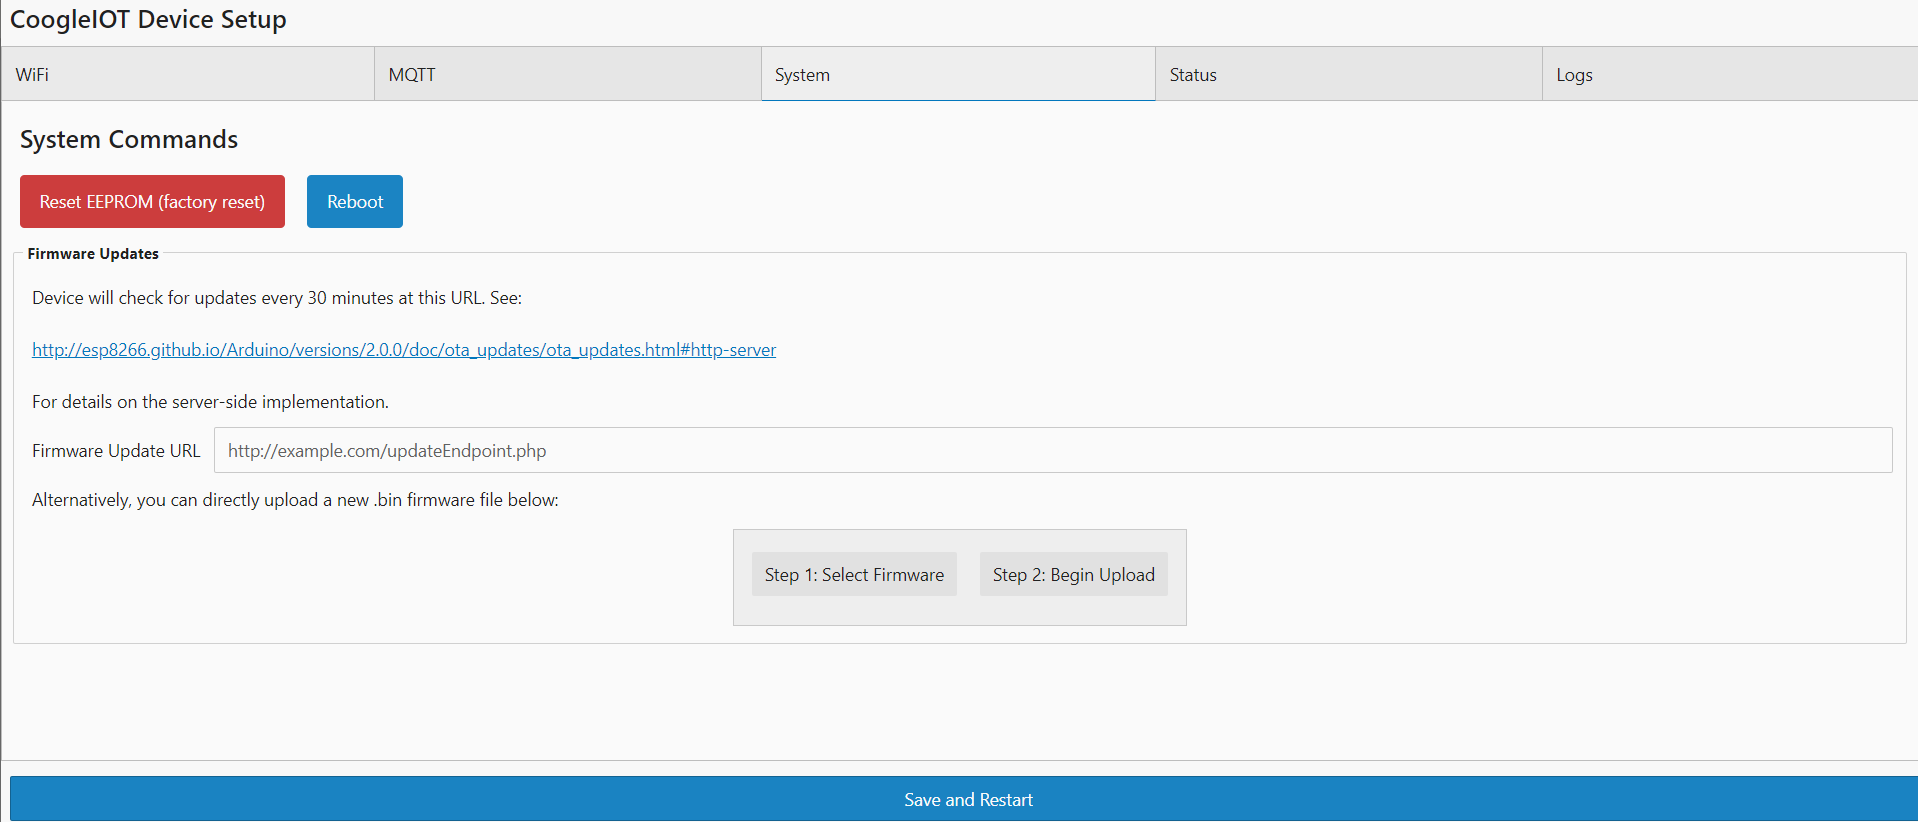 CoogleIOT Device Setup
WiFi
MQTT
System
Status
Logs
System Commands
Reset EEPROM (factory reset)
Reboot
Firmware Updates
Device will check for updates every 30 minutes at this URL. See:
http://esp8266.github.io/Arduino/versions/2.0.0/doc/ota_updates/ota_updates.html#http-server
For details on the server-side implementation.
Firmware Update URL
http://example.com/updateEndpoint.php
Alternatively, you can directly upload a new .bin firmware file below:
Step 1: Select Firmware
Step 2: Begin Upload
Save and Restart